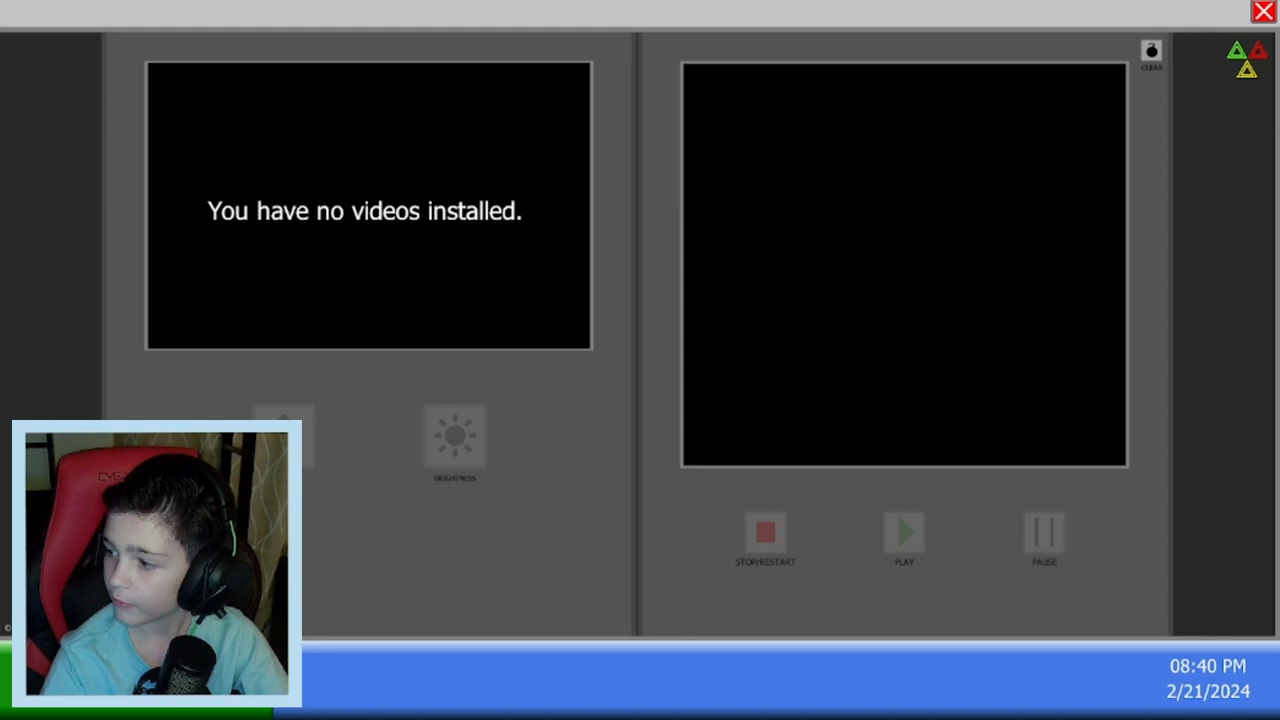 CLEAR
You have no videos installed.
BRIGHTNESS
STOP/RESTART
PLAY
PAUSE
©
08:40 PM
2/21/2024